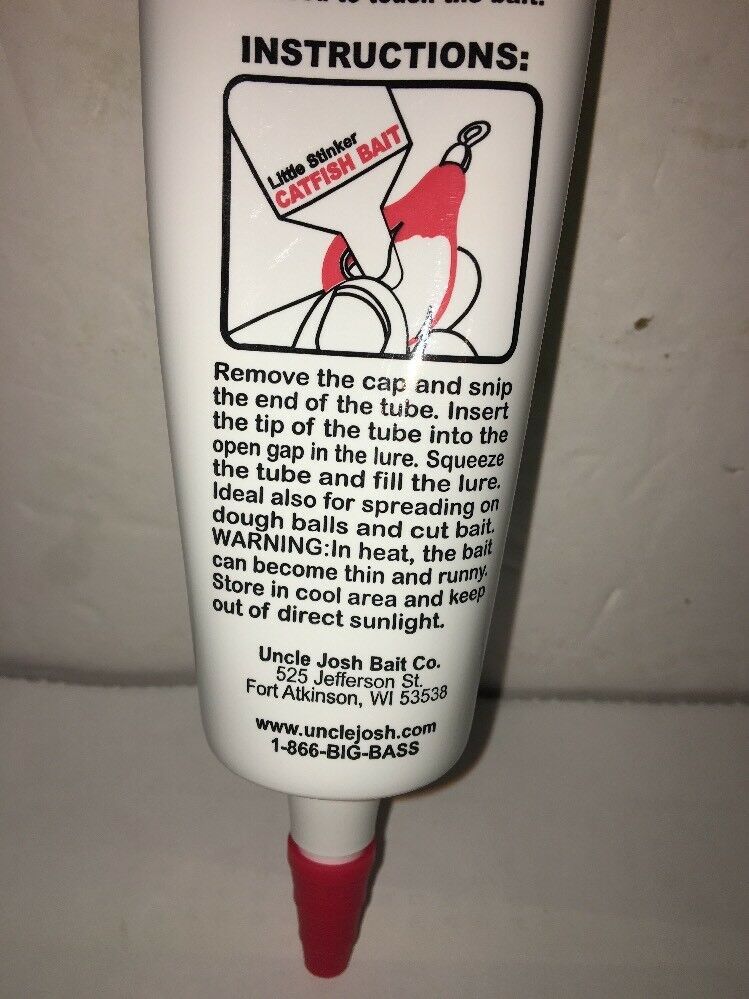 to touch the bait.
INSTRUCTIONS:
Little Stinker
CATFISH BAIT
Remove the cap and snip
the end of the tube. Insert
the tip of the tube into the
open gap in the lure. Squeeze
the tube and fill the lure.
Ideal also for spreading on
dough balls and cut bait.
WARNING:In heat, the bait
can become thin and runny.
Store in cool area and keep
out of direct sunlight.
Uncle Josh Bait Co.
525 Jefferson St.
Fort Atkinson, WI 53538
www.unclejosh.com
1-866-BIG-BASS